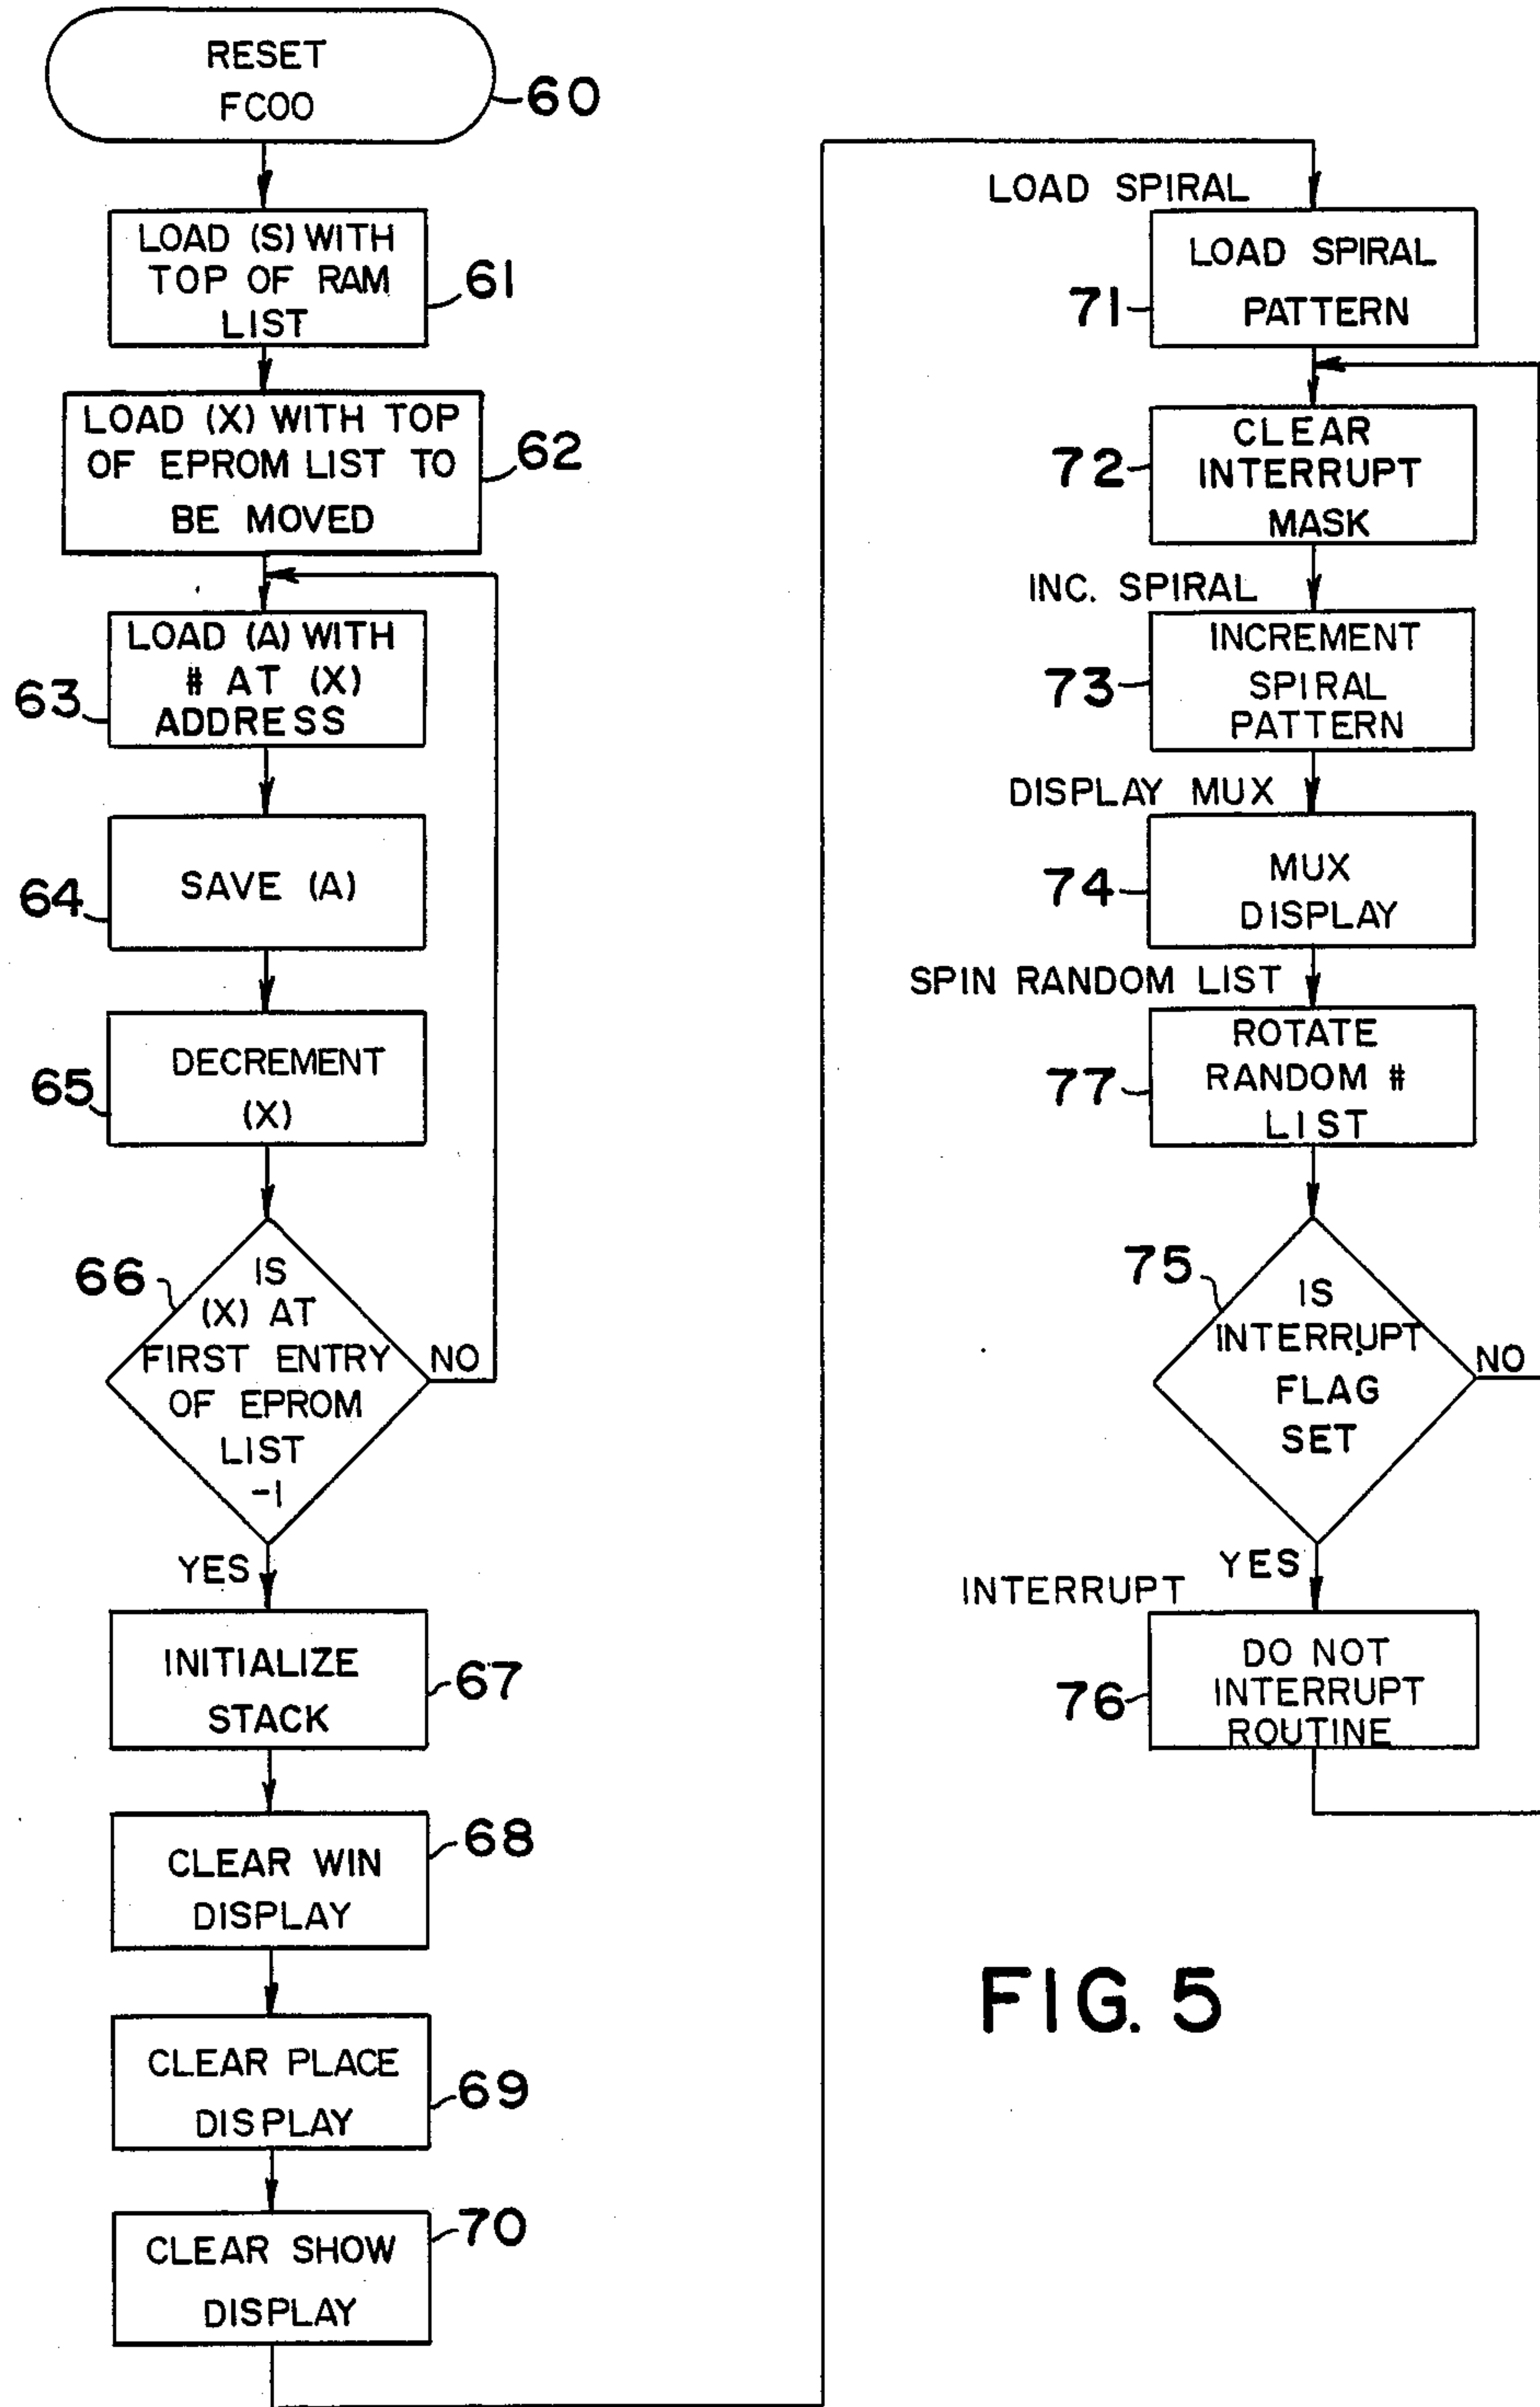 RESET
FCOO
60
LOAD (S) WITH
TOP OF RAM
LIST
61
LOAD (X) WITH TOP
OF EPROM LIST TO
BE MOVED
62
LOAD (A) WITH
# AT (X)
ADDRESS
63
SAVE (A)
64
DECREMENT
(X)
65
IS
(X) AT
FIRST ENTRY
OF EPROM
LIST
-1
66
NO
YES
INITIALIZE
STACK
67
CLEAR WIN
DISPLAY
68
CLEAR PLACE
DISPLAY
69
CLEAR SHOW
DISPLAY
70
LOAD SPIRAL
LOAD SPIRAL
PATTERN
71
CLEAR
INTERRUPT
MASK
72
INC. SPIRAL
INCREMENT
SPIRAL
PATTERN
73
DISPLAY MUX
MUX
DISPLAY
74
SPIN RANDOM LIST
ROTATE
RANDOM #
LIST
77
IS
INTERRUPT
FLAG
SET
75
NO
YES
INTERRUPT
DO NOT
INTERRUPT
ROUTINE
76
FIG. 5